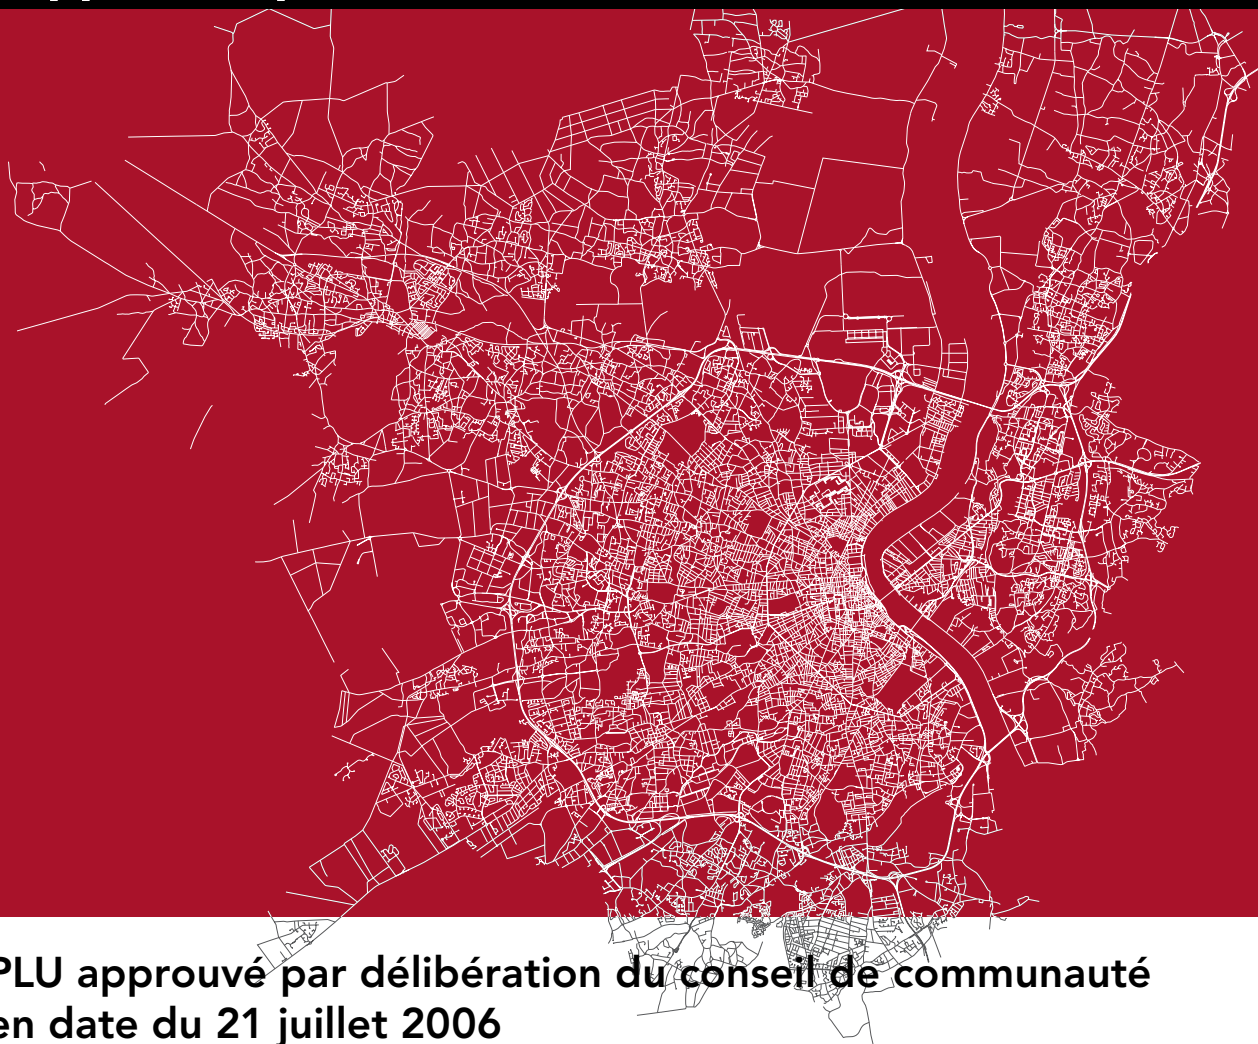 PLU approuvé par délibération du conseil de communauté
en date du 21 juillet 2006